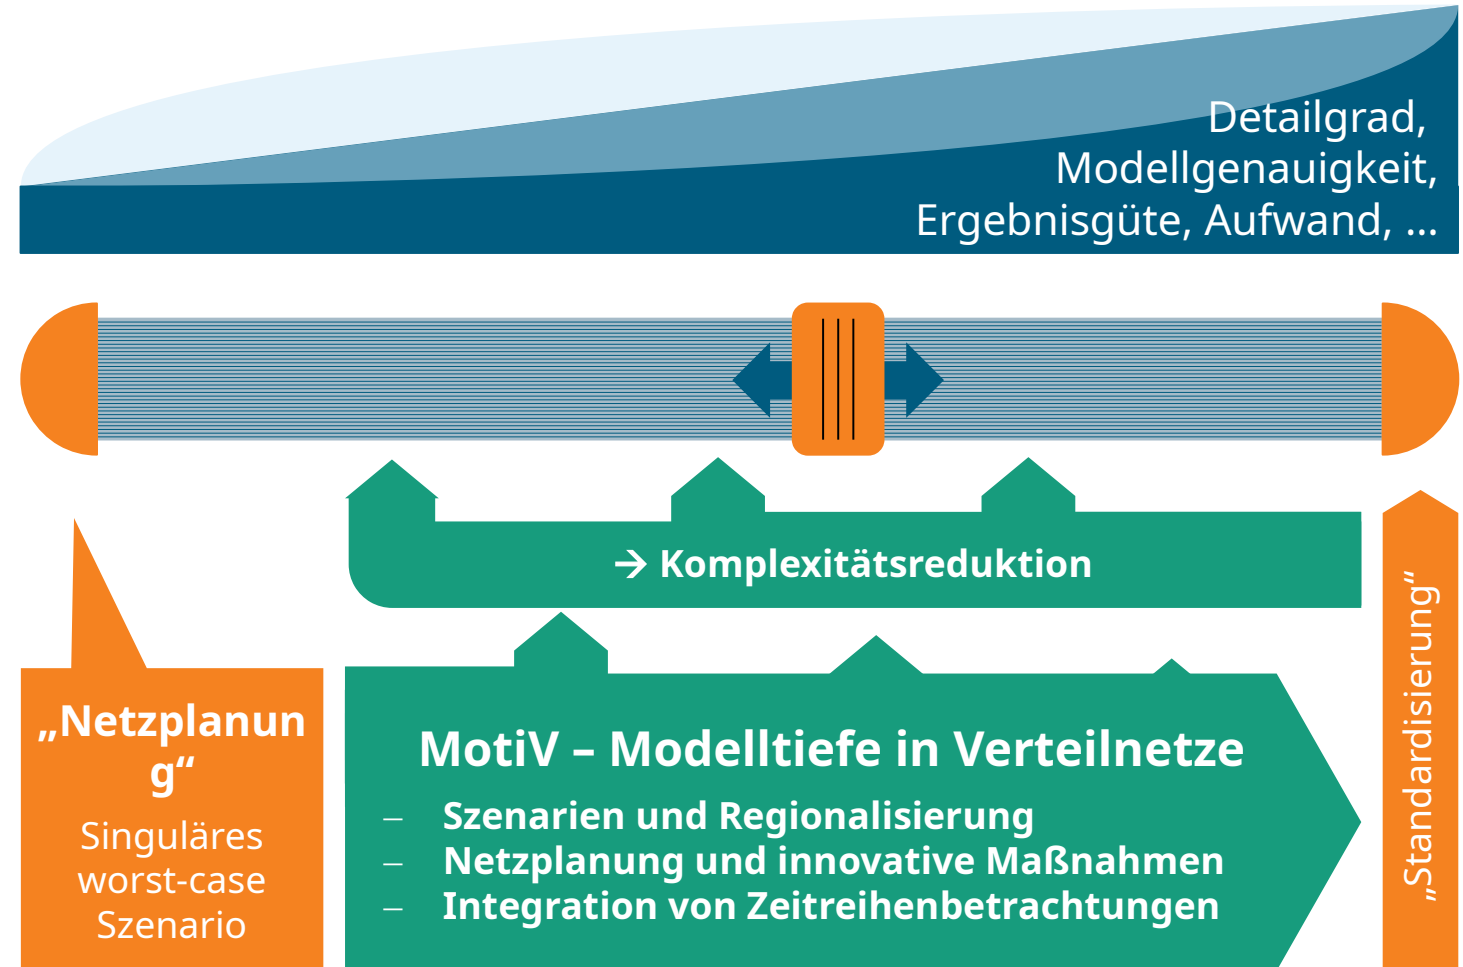 Detailgrad,
Modellgenauigkeit,
Ergebnisgüte, Aufwand, ...
→ Komplexitätsreduktion
„Netzplanun
g“
Singuläres
worst-case
Szenario
MotiV – Modelltiefe in Verteilnetze
– Szenarien und Regionalisierung
– Netzplanung und innovative Maßnahmen
– Integration von Zeitreihenbetrachtungen
„Standardisierung“